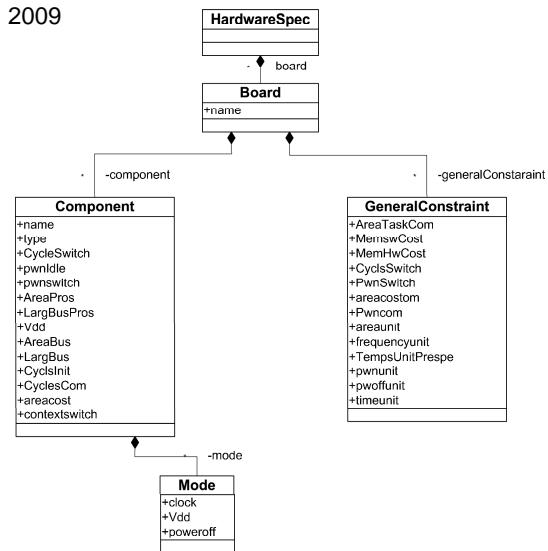 2009
HardwareSpec
board
Board
+name
* -component
* -generalConstaraint
Component
+name
+type
+CycleSwitch
+pwnIdle
+pwnswitch
+AreaPros
+LargBusPros
+Vdd
+AreaBus
+LargBus
+CyclsInit
+CyclesCom
+areacost
+contextswitch
GeneralConstraint
+AreaTaskCom
+MemswCost
+MemHwCost
+CyclsSwitch
+PwnSwitch
+areacostom
+Pwncom
+areaunit
+frequencyunit
+TempsUnitPrespe
+pwnunit
+pwoffunit
+timeunit
* -mode
Mode
+clock
+Vdd
+poweroff